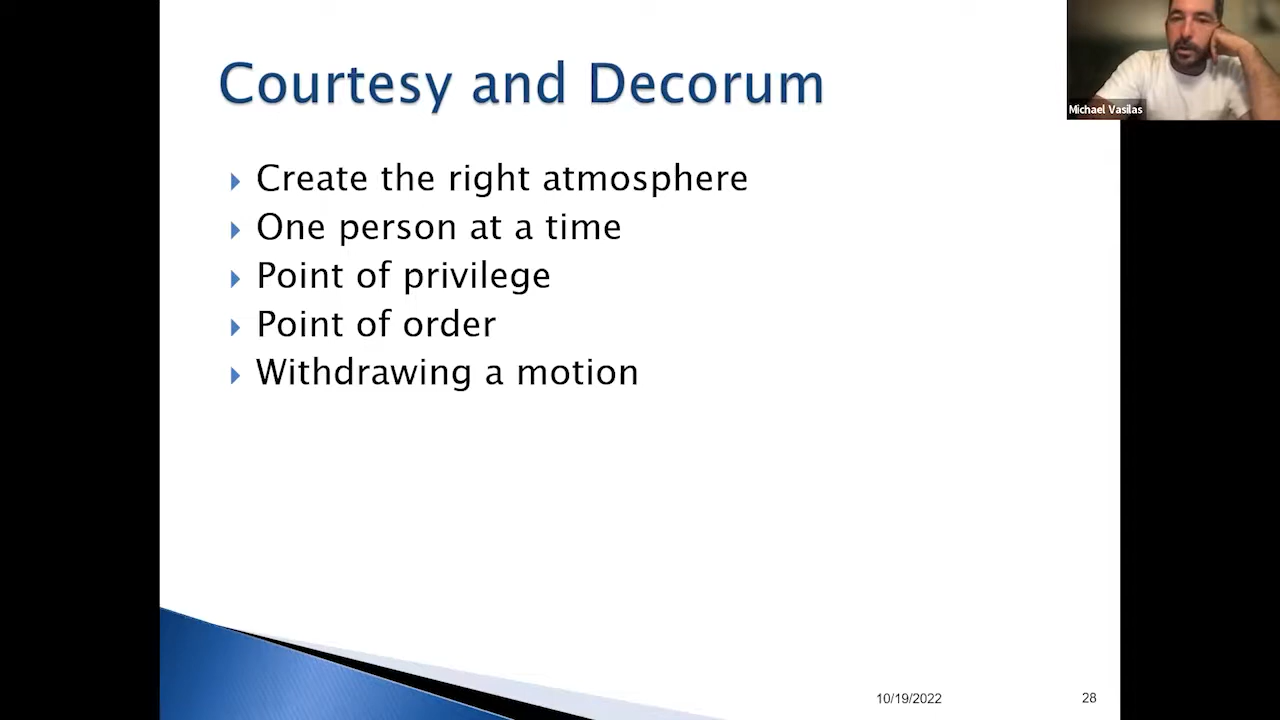 Courtesy and Decorum
Michael Vasilas
Create the right atmosphere
One person at a time
Point of privilege
Point of order
Withdrawing a motion
10/19/2022
28